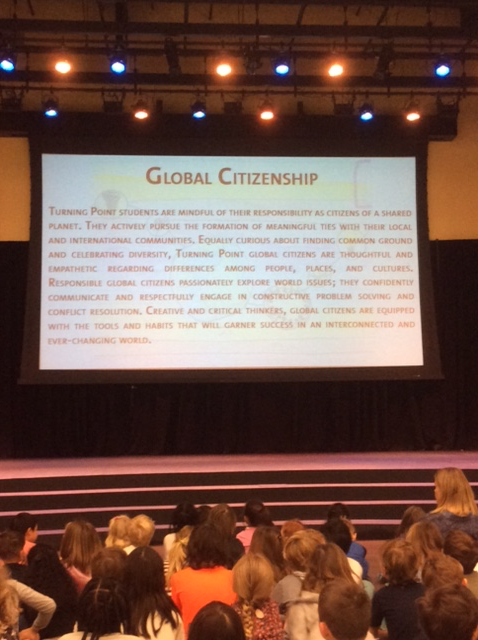 GLOBAL CITIZENSHIP
TURNING POINT STUDENTS ARE MINDFUL OF THEIR RESPONSIBILITY AS CITIZENS OF A SHARED
PLANET. THEY ACTIVELY PURSUE THE FORMATION OF MEANINGFUL TIES WITH THEIR LOCAL
AND INTERNATIONAL COMMUNITIES. EQUALLY CURIOUS ABOUT FINDING COMMON GROUND
AND CELEBRATING DIVERSITY, TURNING POINT GLOBAL CITIZENS ARE THOUGHTFUL AND
EMPATHETIC REGARDING DIFFERENCES AMONG PEOPLE, PLACES, AND CULTURES.
RESPONSIBLE GLOBAL CITIZENS PASSIONATELY EXPLORE WORLD ISSUES; THEY CONFIDENTLY
COMMUNICATE AND RESPECTFULLY ENGAGE IN CONSTRUCTIVE PROBLEM SOLVING AND
CONFLICT RESOLUTION. CREATIVE AND CRITICAL THINKERS, GLOBAL CITIZENS ARE EQUIPPED
WITH THE TOOLS AND HABITS THAT WILL GARNER SUCCESS IN AN INTERCONNECTED AND
EVER-CHANGING WORLD.